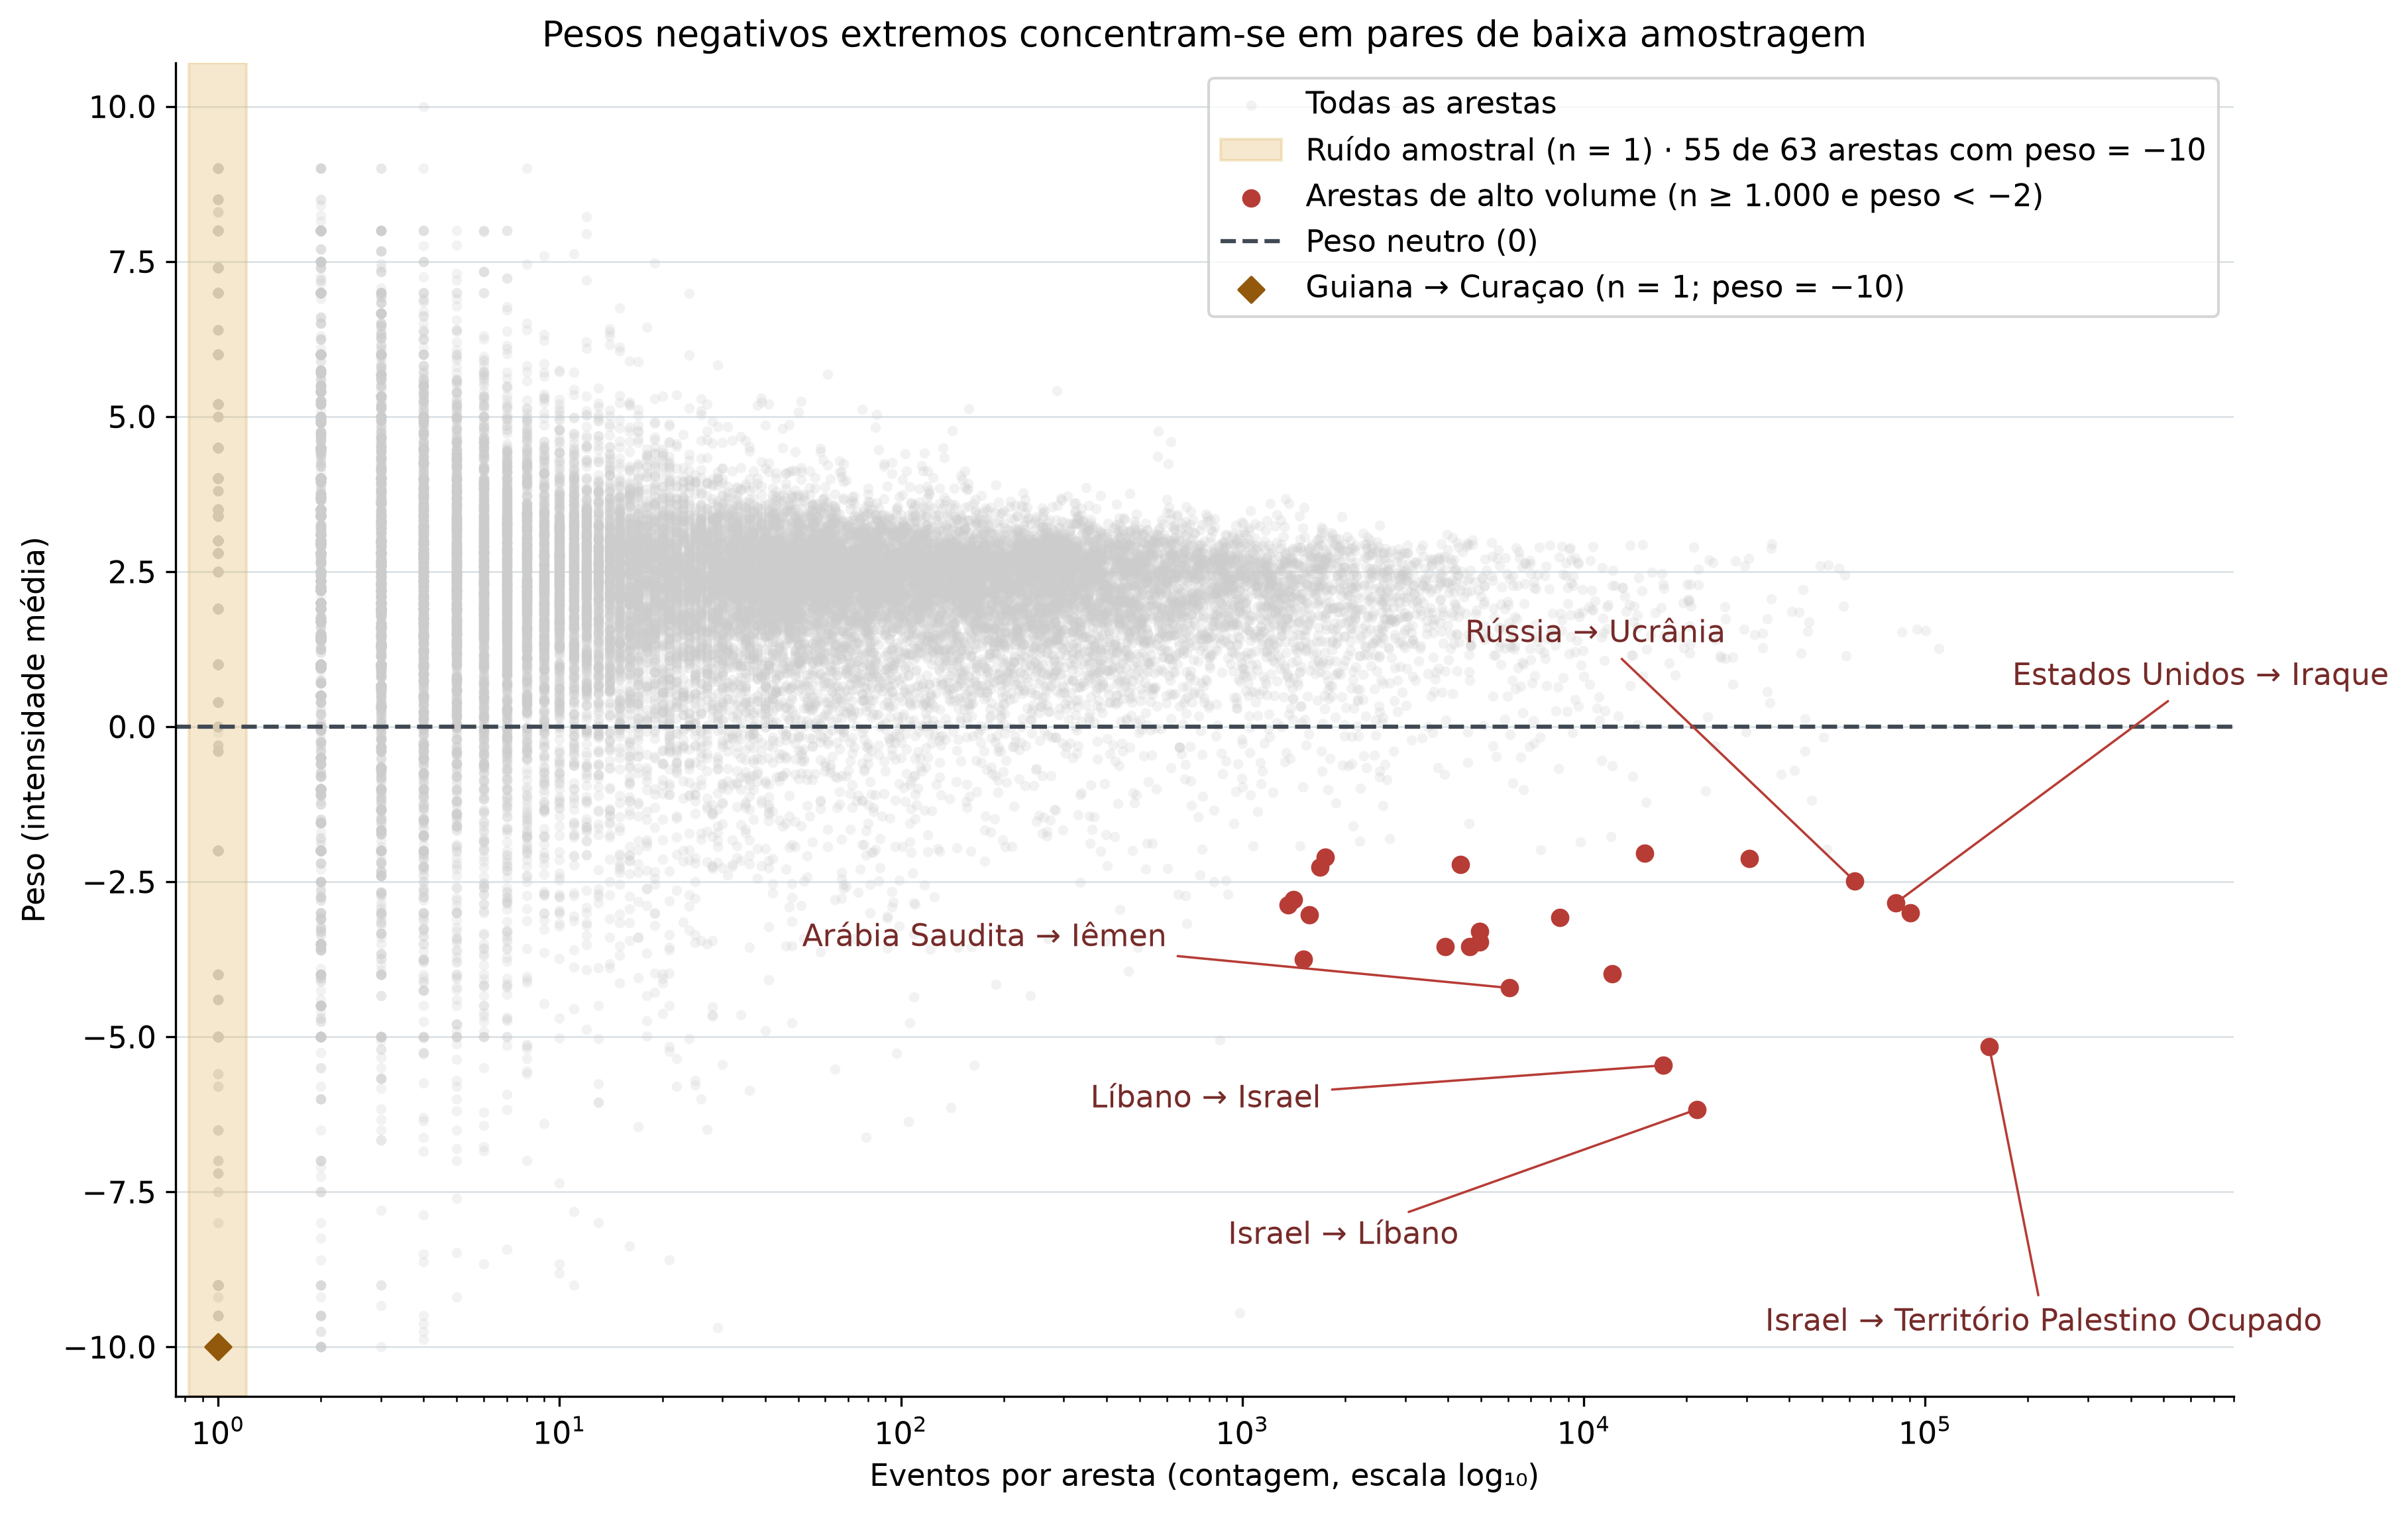 Pesos negativos extremos concentram-se em pares de baixa amostragem
Todas as arestas
Ruído amostral (n = 1) · 55 de 63 arestas com peso = −10
Arestas de alto volume (n ≥ 1.000 e peso < −2)
Peso neutro (0)
Guiana → Curaçao (n = 1; peso = −10)
10.0
7.5
5.0
2.5
0.0
−2.5
−5.0
−7.5
−10.0
Peso (intensidade média)
Rússia → Ucrânia
Estados Unidos → Iraque
Arábia Saudita → Iêmen
Líbano → Israel
Israel → Líbano
Israel → Território Palestino Ocupado
10⁰ 10¹ 10² 10³ 10⁴ 10⁵
Eventos por aresta (contagem, escala log₁₀)